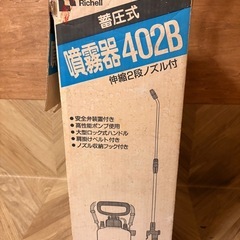 Richell
蓄圧式
噴霧器402B
伸縮2段ノズル付
●安全弁装置付き
●高性能ポンプ使用
●大型ロック式ハンドル
●肩掛けベルト付き
●ノズル収納フック付き